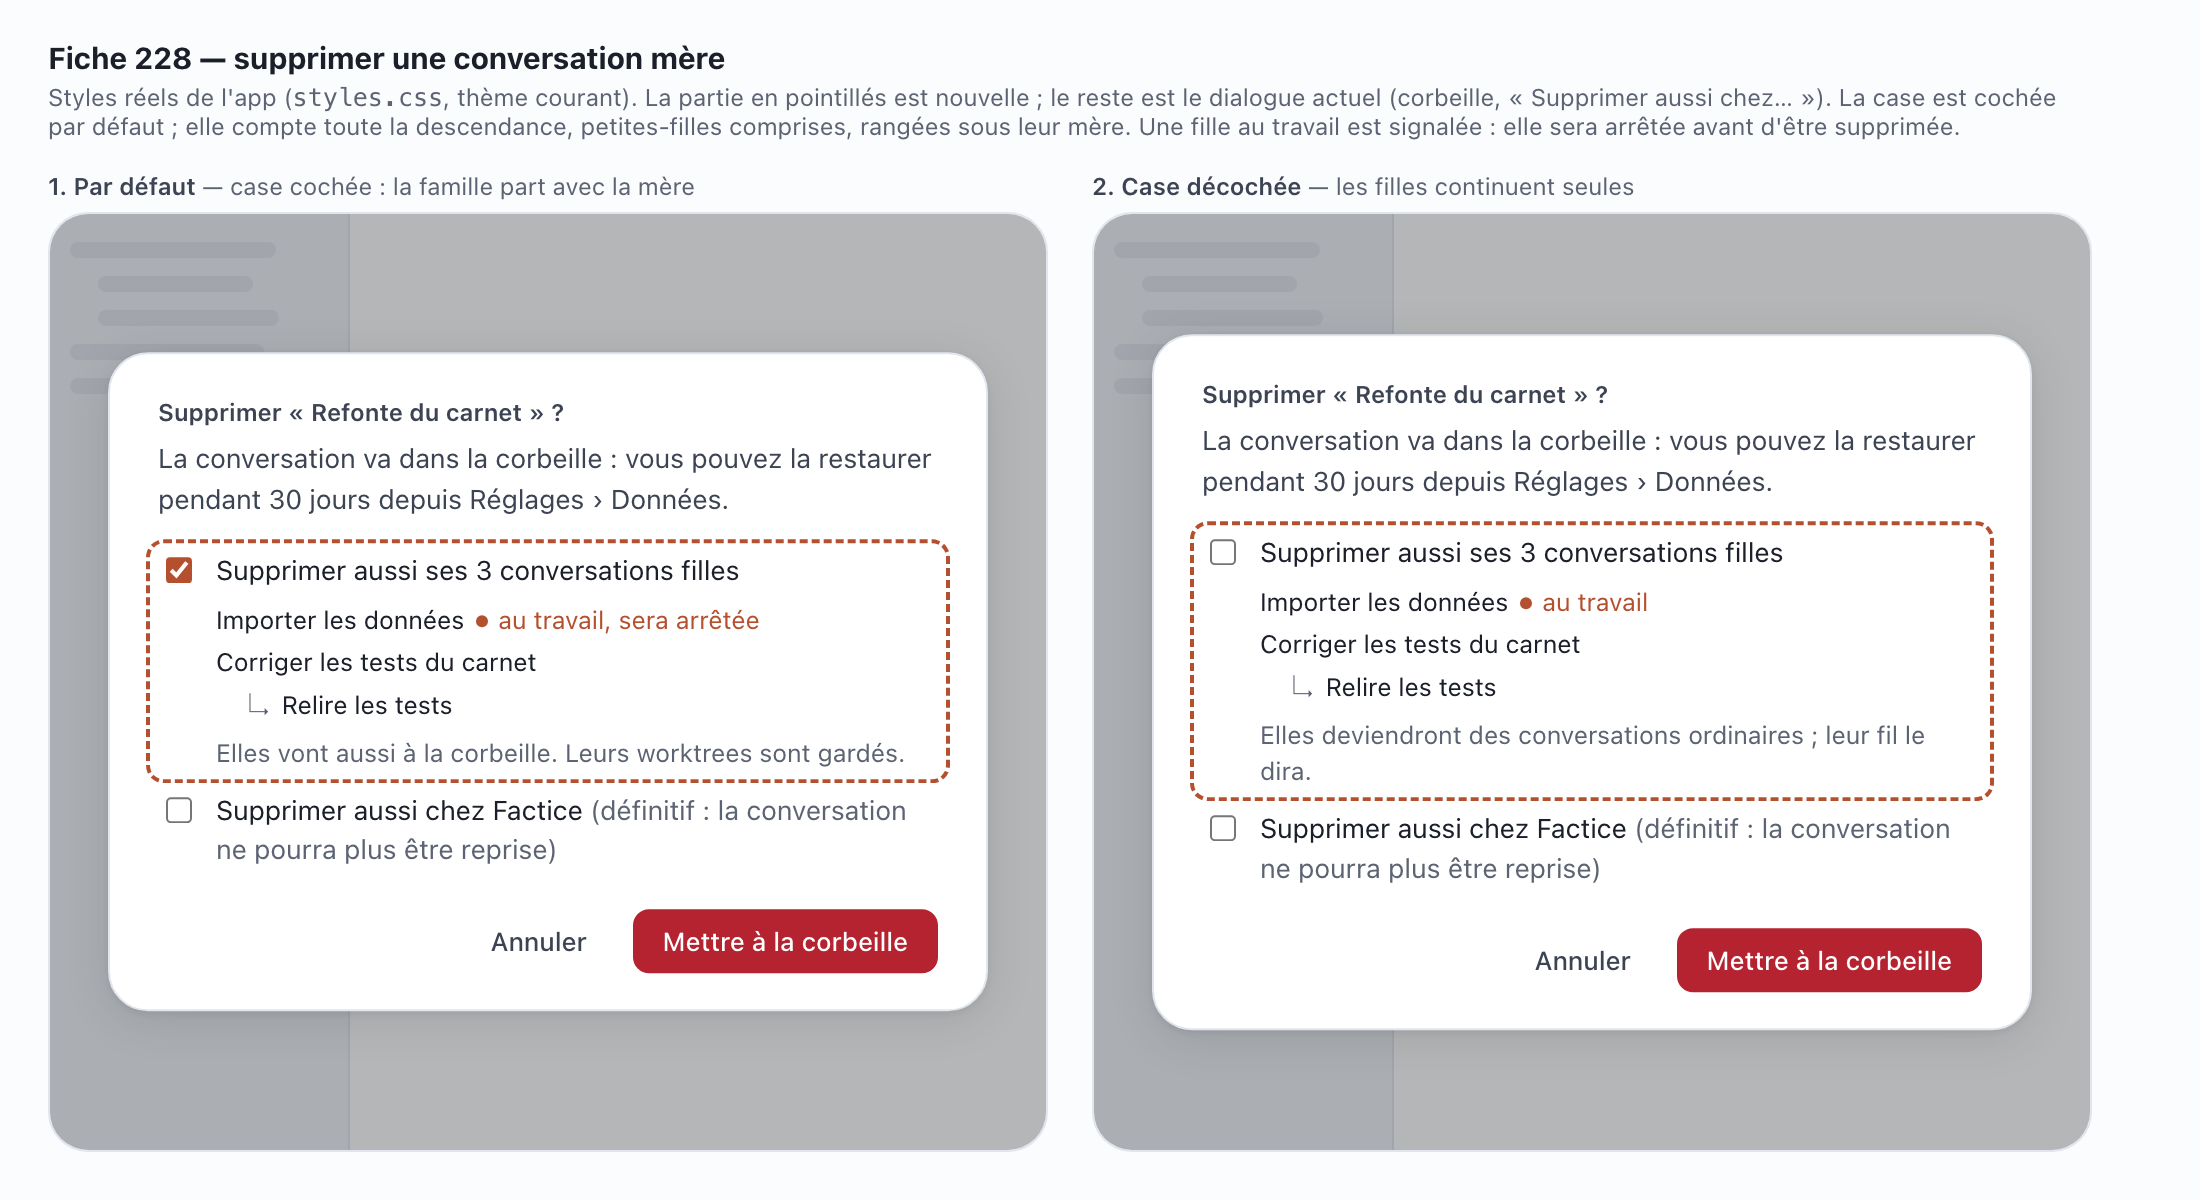 Fiche 228 — supprimer une conversation mère
Styles réels de l'app (styles.css, thème courant). La partie en pointillés est nouvelle ; le reste est le dialogue actuel (corbeille, « Supprimer aussi chez… »). La case est cochée
par défaut ; elle compte toute la descendance, petites-filles comprises, rangées sous leur mère. Une fille au travail est signalée : elle sera arrêtée avant d'être supprimée.
1. Par défaut — case cochée : la famille part avec la mère
Supprimer « Refonte du carnet » ?
La conversation va dans la corbeille : vous pouvez la restaurer
pendant 30 jours depuis Réglages › Données.
Supprimer aussi ses 3 conversations filles
Importer les données ● au travail, sera arrêtée
Corriger les tests du carnet
Relire les tests
Elles vont aussi à la corbeille. Leurs worktrees sont gardés.
Supprimer aussi chez Factice (définitif : la conversation
ne pourra plus être reprise)
Annuler Mettre à la corbeille
2. Case décochée — les filles continuent seules
Supprimer « Refonte du carnet » ?
La conversation va dans la corbeille : vous pouvez la restaurer
pendant 30 jours depuis Réglages › Données.
Supprimer aussi ses 3 conversations filles
Importer les données ● au travail
Corriger les tests du carnet
Relire les tests
Elles deviendront des conversations ordinaires ; leur fil le
dira.
Supprimer aussi chez Factice (définitif : la conversation
ne pourra plus être reprise)
Annuler Mettre à la corbeille